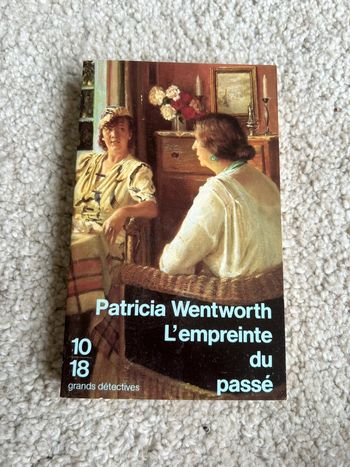 Patricia Wentworth
L'empreinte
du
passé
10
18
grands détectives